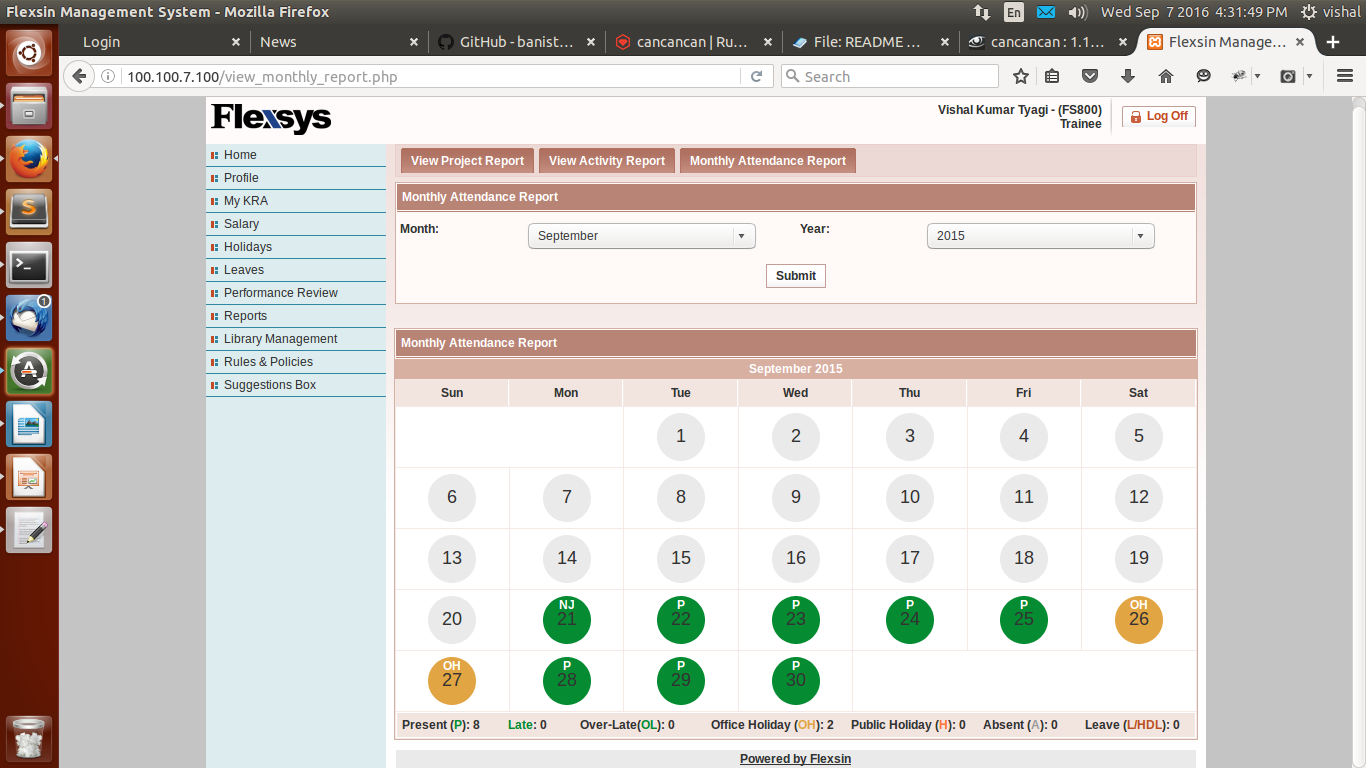 Flexsin Management System - Mozilla Firefox
En
Wed Sep 7 2016 4:31:49 PM
vishal
Login
News
GitHub - banist...
cancancan | Ru...
File: README ...
cancancan : 1.1...
Flexsin Manage...
100.100.7.100/view_monthly_report.php
Search
Flexsys
Vishal Kumar Tyagi - (FS800)
Trainee
Log Off
Home
Profile
My KRA
Salary
Holidays
Leaves
Performance Review
Reports
Library Management
Rules & Policies
Suggestions Box
View Project Report
View Activity Report
Monthly Attendance Report
Monthly Attendance Report
Month:
September
Year:
2015
Submit
Monthly Attendance Report
September 2015
Sun Mon Tue Wed Thu Fri Sat
1 2 3 4 5
6 7 8 9 10 11 12
13 14 15 16 17 18 19
NJ P P P P OH
20 21 22 23 24 25 26
OH P P P
27 28 29 30
Present (P): 8 Late: 0 Over-Late(OL): 0 Office Holiday (OH): 2 Public Holiday (H): 0 Absent (A): 0 Leave (L/HDL): 0
Powered by Flexsin
1